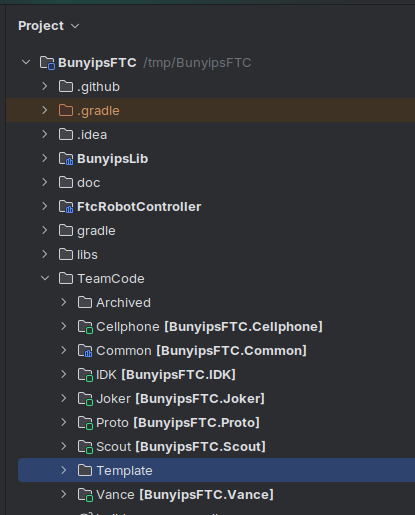 Project
BunyipsFTC /tmp/BunyipsFTC
.github
.gradle
.idea
BunyipsLib
doc
FtcRobotController
gradle
libs
TeamCode
Archived
Cellphone [BunyipsFTC.Cellphone]
Common [BunyipsFTC.Common]
IDK [BunyipsFTC.IDK]
Joker [BunyipsFTC.Joker]
Proto [BunyipsFTC.Proto]
Scout [BunyipsFTC.Scout]
Template
Vance [BunyipsFTC.Vance]